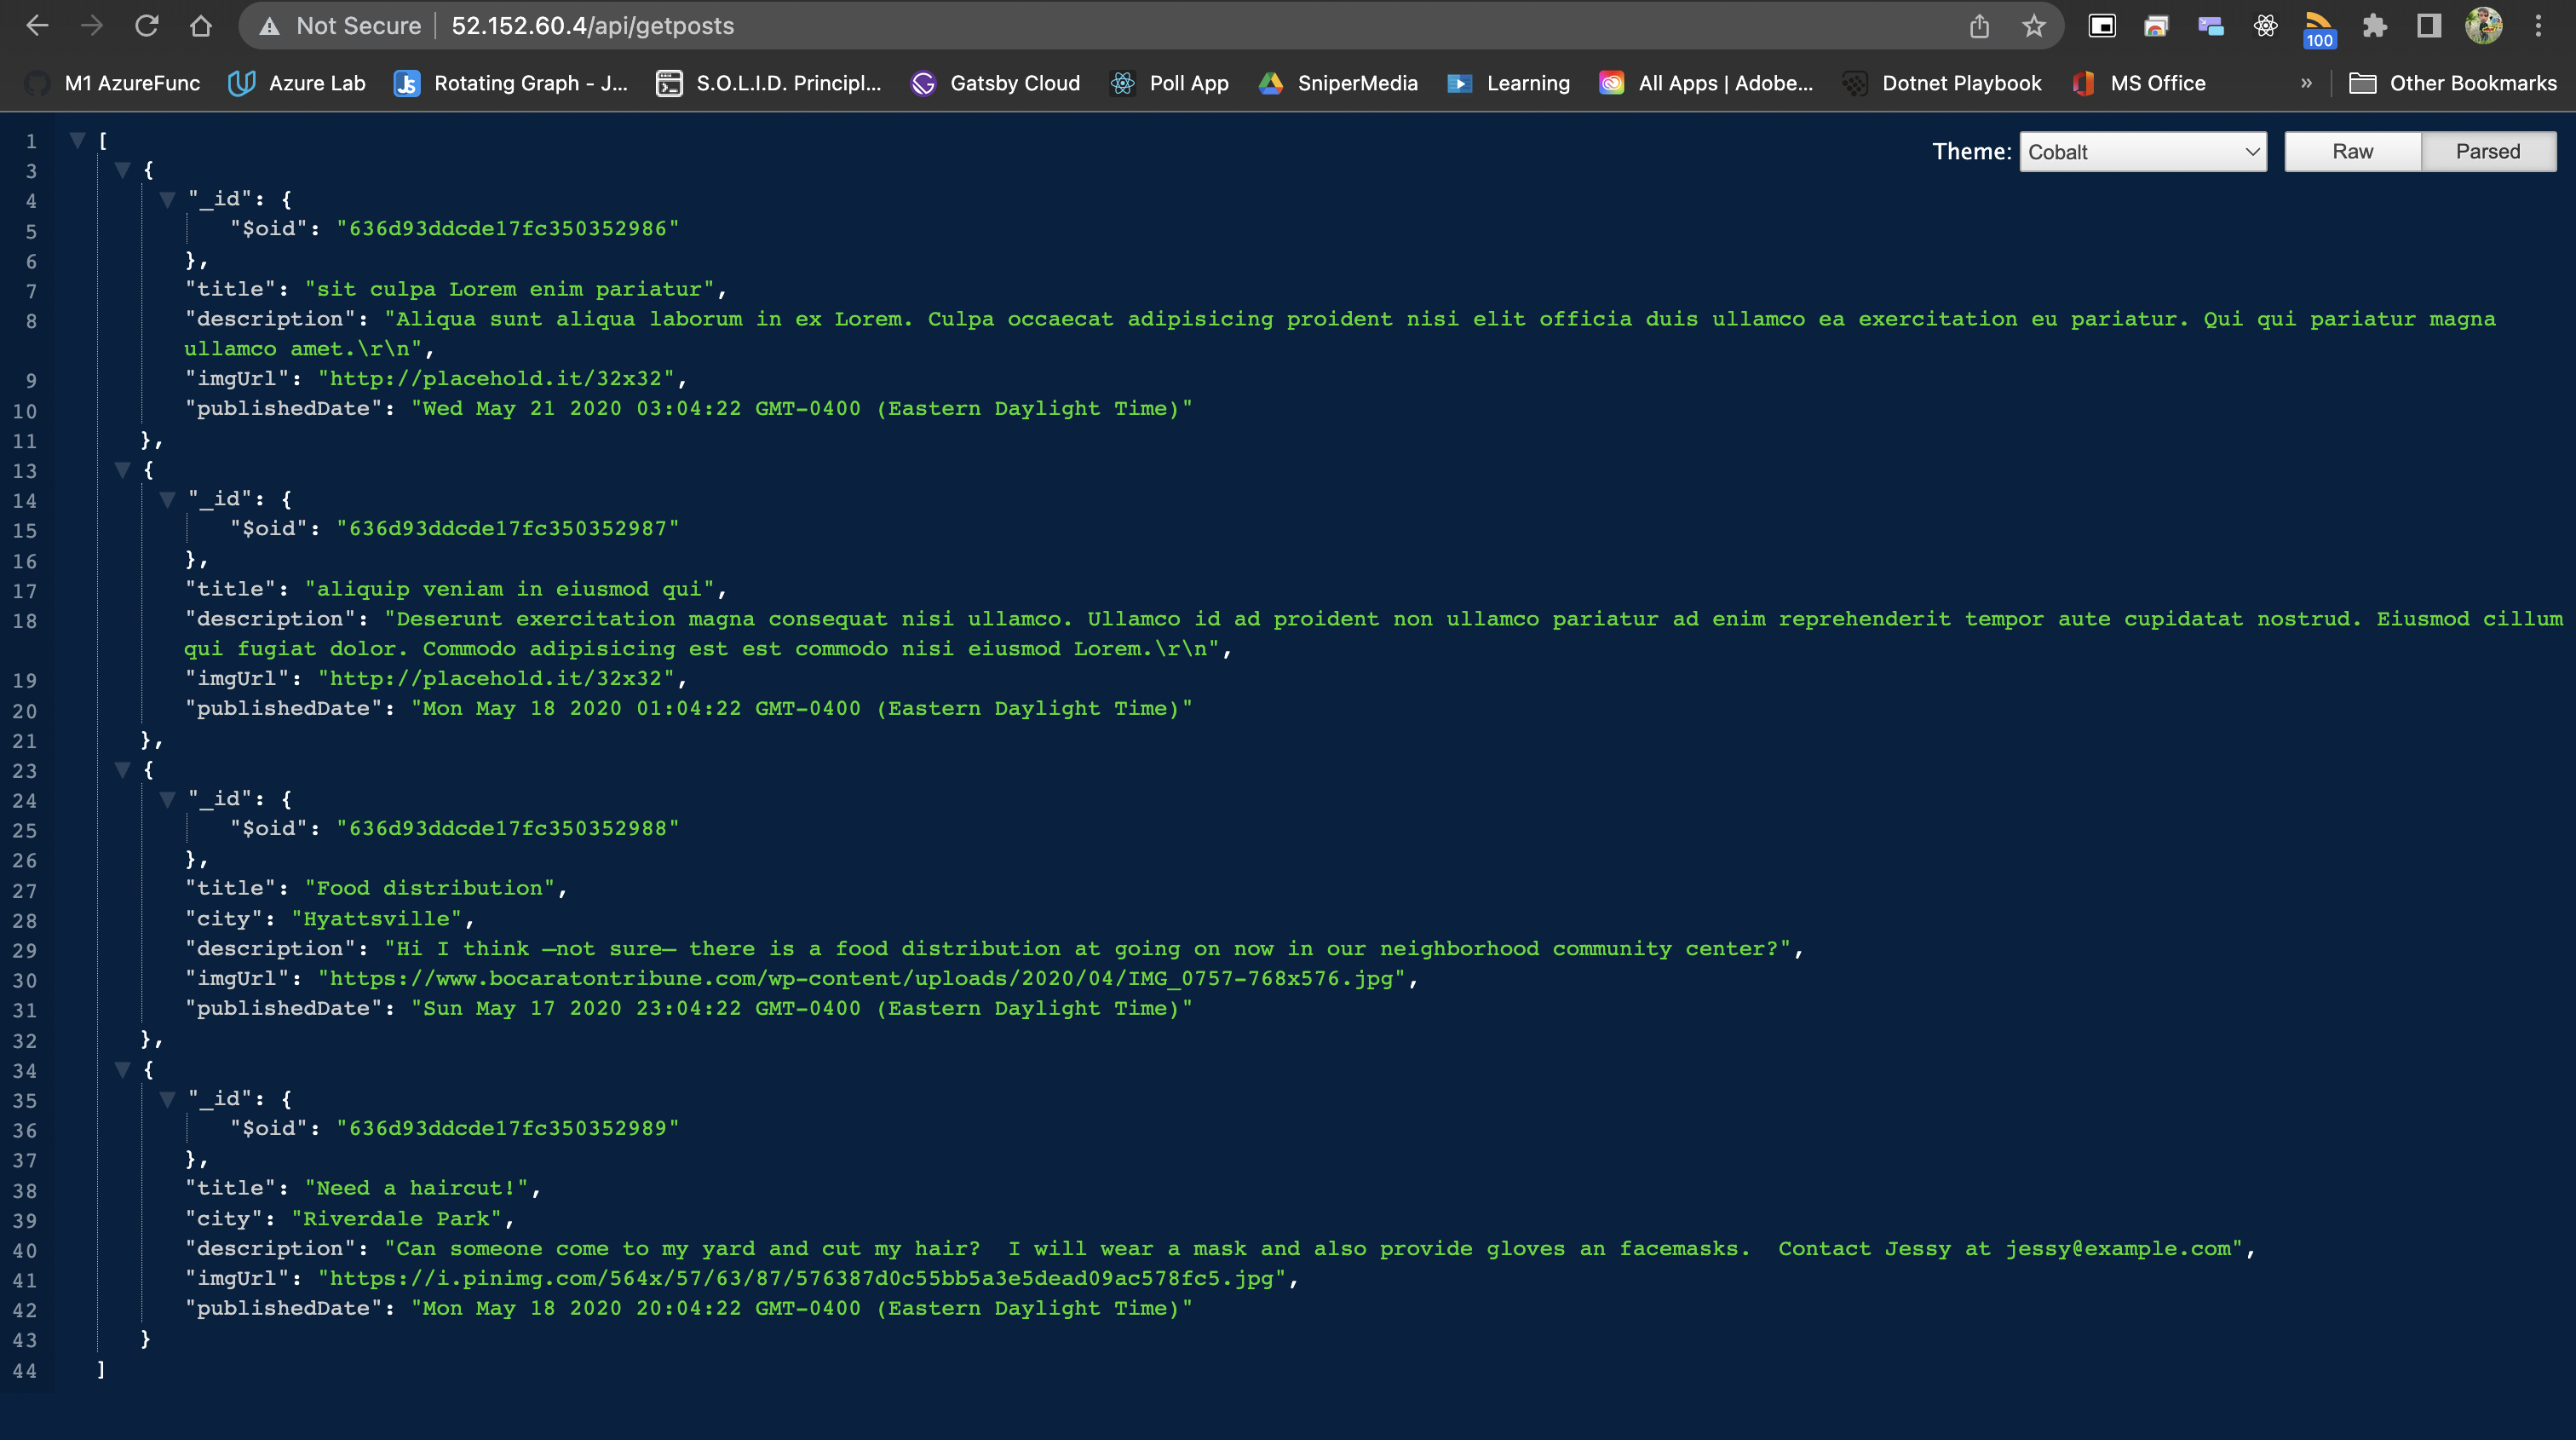 Not Secure 52.152.60.4/api/getposts
100
M1 AzureFunc Azure Lab Rotating Graph - J... S.O.L.I.D. Principl... Gatsby Cloud Poll App SniperMedia Learning All Apps | Adobe... Dotnet Playbook MS Office » Other Bookmarks
Theme: Cobalt Raw Parsed
1 [
3 {
4 "_id": {
5 "$oid": "636d93ddcde17fc350352986"
6 },
7 "title": "sit culpa Lorem enim pariatur",
8 "description": "Aliqua sunt aliqua laborum in ex Lorem. Culpa occaecat adipisicing proident nisi elit officia duis ullamco ea exercitation eu pariatur. Qui qui pariatur magna
ullamco amet.\r\n",
9 "imgUrl": "http://placehold.it/32x32",
10 "publishedDate": "Wed May 21 2020 03:04:22 GMT-0400 (Eastern Daylight Time)"
11 },
13 {
14 "_id": {
15 "$oid": "636d93ddcde17fc350352987"
16 },
17 "title": "aliquip veniam in eiusmod qui",
18 "description": "Deserunt exercitation magna consequat nisi ullamco. Ullamco id ad proident non ullamco pariatur ad enim reprehenderit tempor aute cupidatat nostrud. Eiusmod cillum
qui fugiat dolor. Commodo adipisicing est est commodo nisi eiusmod Lorem.\r\n",
19 "imgUrl": "http://placehold.it/32x32",
20 "publishedDate": "Mon May 18 2020 01:04:22 GMT-0400 (Eastern Daylight Time)"
21 },
23 {
24 "_id": {
25 "$oid": "636d93ddcde17fc350352988"
26 },
27 "title": "Food distribution",
28 "city": "Hyattsville",
29 "description": "Hi I think —not sure— there is a food distribution at going on now in our neighborhood community center?",
30 "imgUrl": "https://www.bocaratontribune.com/wp-content/uploads/2020/04/IMG_0757-768x576.jpg",
31 "publishedDate": "Sun May 17 2020 23:04:22 GMT-0400 (Eastern Daylight Time)"
32 },
34 {
35 "_id": {
36 "$oid": "636d93ddcde17fc350352989"
37 },
38 "title": "Need a haircut!",
39 "city": "Riverdale Park",
40 "description": "Can someone come to my yard and cut my hair?  I will wear a mask and also provide gloves an facemasks.  Contact Jessy at jessy@example.com",
41 "imgUrl": "https://i.pinimg.com/564x/57/63/87/576387d0c55bb5a3e5dead09ac578fc5.jpg",
42 "publishedDate": "Mon May 18 2020 20:04:22 GMT-0400 (Eastern Daylight Time)"
43 }
44 ]